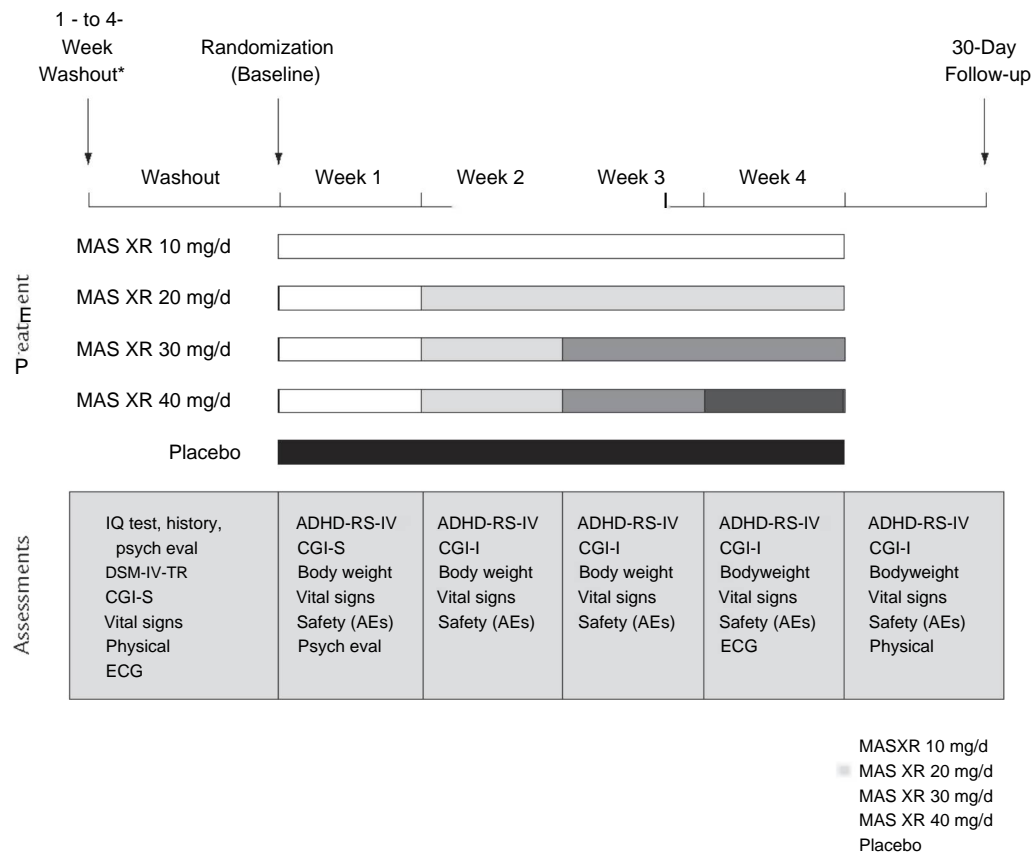 1 - to 4-
Week
Washout*
Randomization
(Baseline)
30-Day
Follow-up
Washout
Week 1
Week 2
Week 3
Week 4
MAS XR 10 mg/d
MAS XR 20 mg/d
MAS XR 30 mg/d
MAS XR 40 mg/d
Placebo
IQ test, history,
psych eval
DSM-IV-TR
CGI-S
Vital signs
Physical
ECG
ADHD-RS-IV
CGI-S
Body weight
Vital signs
Safety (AEs)
Psych eval
ADHD-RS-IV
CGI-I
Body weight
Vital signs
Safety (AEs)
ADHD-RS-IV
CGI-I
Body weight
Vital signs
Safety (AEs)
ADHD-RS-IV
CGI-I
Bodyweight
Vital signs
Safety (AEs)
ECG
ADHD-RS-IV
CGI-I
Bodyweight
Vital signs
Safety (AEs)
Physical
Assessments
MASXR 10 mg/d
MAS XR 20 mg/d
MAS XR 30 mg/d
MAS XR 40 mg/d
Placebo